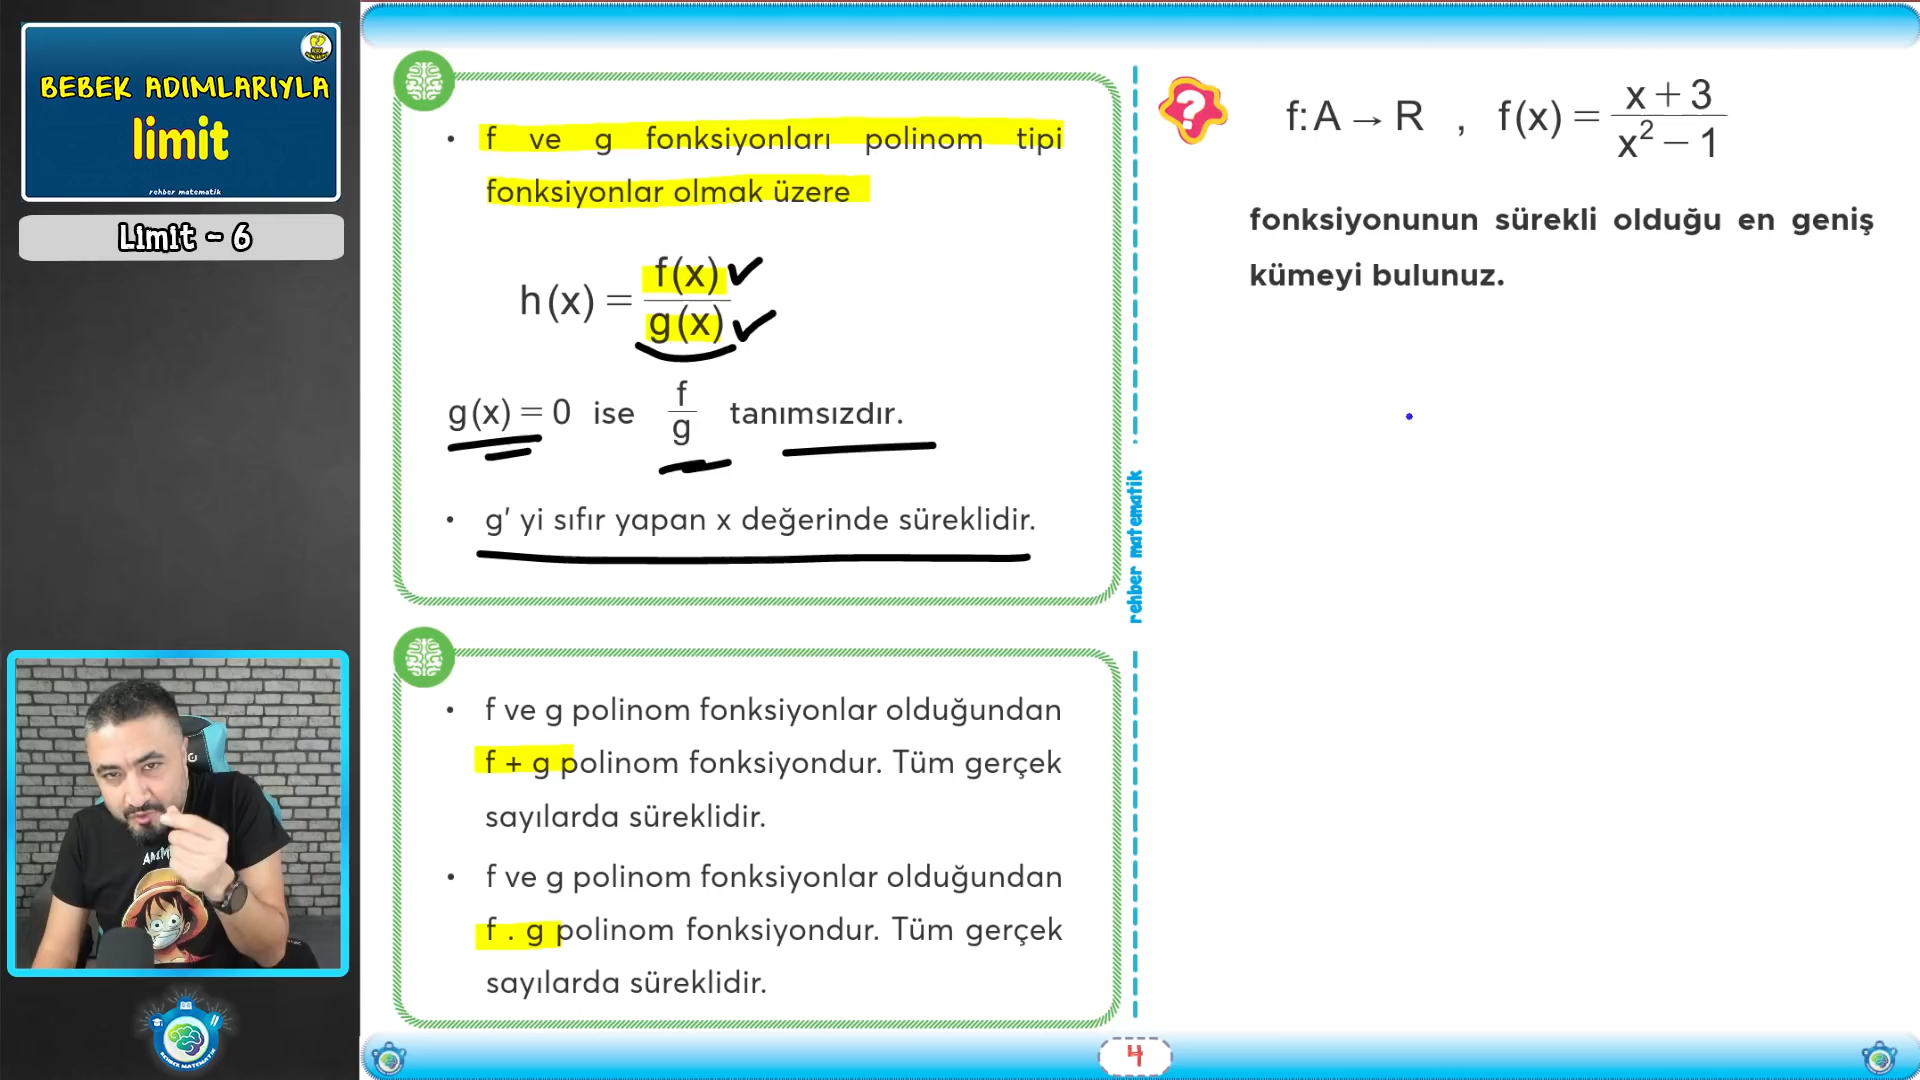 BEBEK ADIMLARIYLA
limit
rehber matematik
Limit - 6
• f ve g fonksiyonları polinom tipi
fonksiyonlar olmak üzere
h(x) = f(x) / g(x)
g(x) = 0 ise f / g tanımsızdır.
• g' yi sıfır yapan x değerinde süreklidir.
• f ve g polinom fonksiyonlar olduğundan
f + g polinom fonksiyondur. Tüm gerçek
sayılarda süreklidir.
• f ve g polinom fonksiyonlar olduğundan
f . g polinom fonksiyondur. Tüm gerçek
sayılarda süreklidir.
rehber matematik
?
f: A → R , f(x) = x + 3 / x² − 1
fonksiyonunun sürekli olduğu en geniş
kümeyi bulunuz.
REHBER MATEMATİK
4